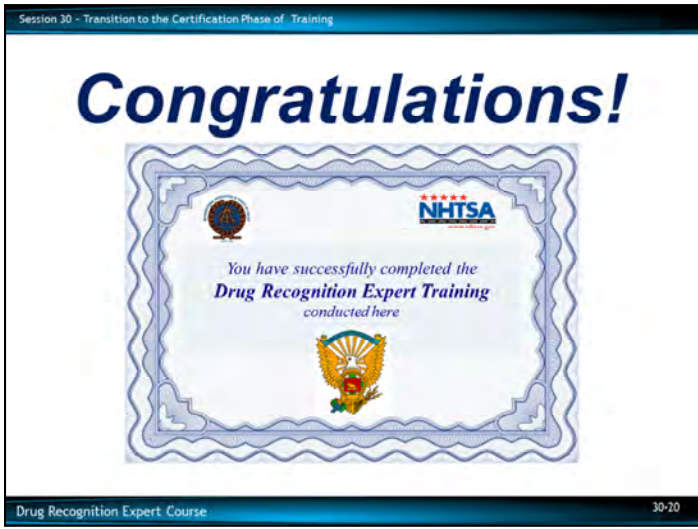 Session 30 - Transition to the Certification Phase of Training
Congratulations!
NHTSA
You have successfully completed the
Drug Recognition Expert Training
conducted here
Drug Recognition Expert Course
30-20